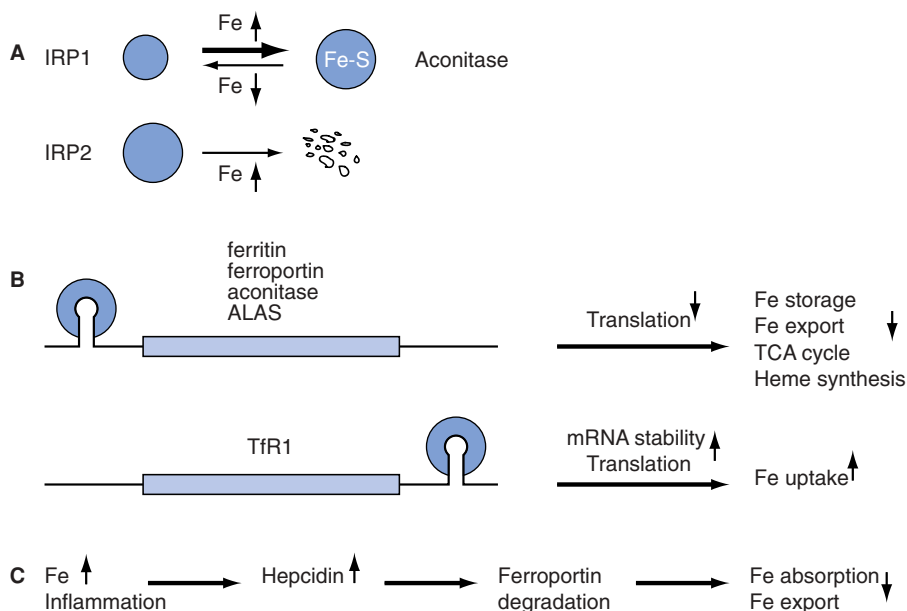 A
IRP1
Fe
Fe
Fe-S
Aconitase
IRP2
Fe
B
ferritin
ferroportin
aconitase
ALAS
Translation
Fe storage
Fe export
TCA cycle
Heme synthesis
TfR1
mRNA stability
Translation
Fe uptake
C
Fe
Inflammation
Hepcidin
Ferroportin
degradation
Fe absorption
Fe export